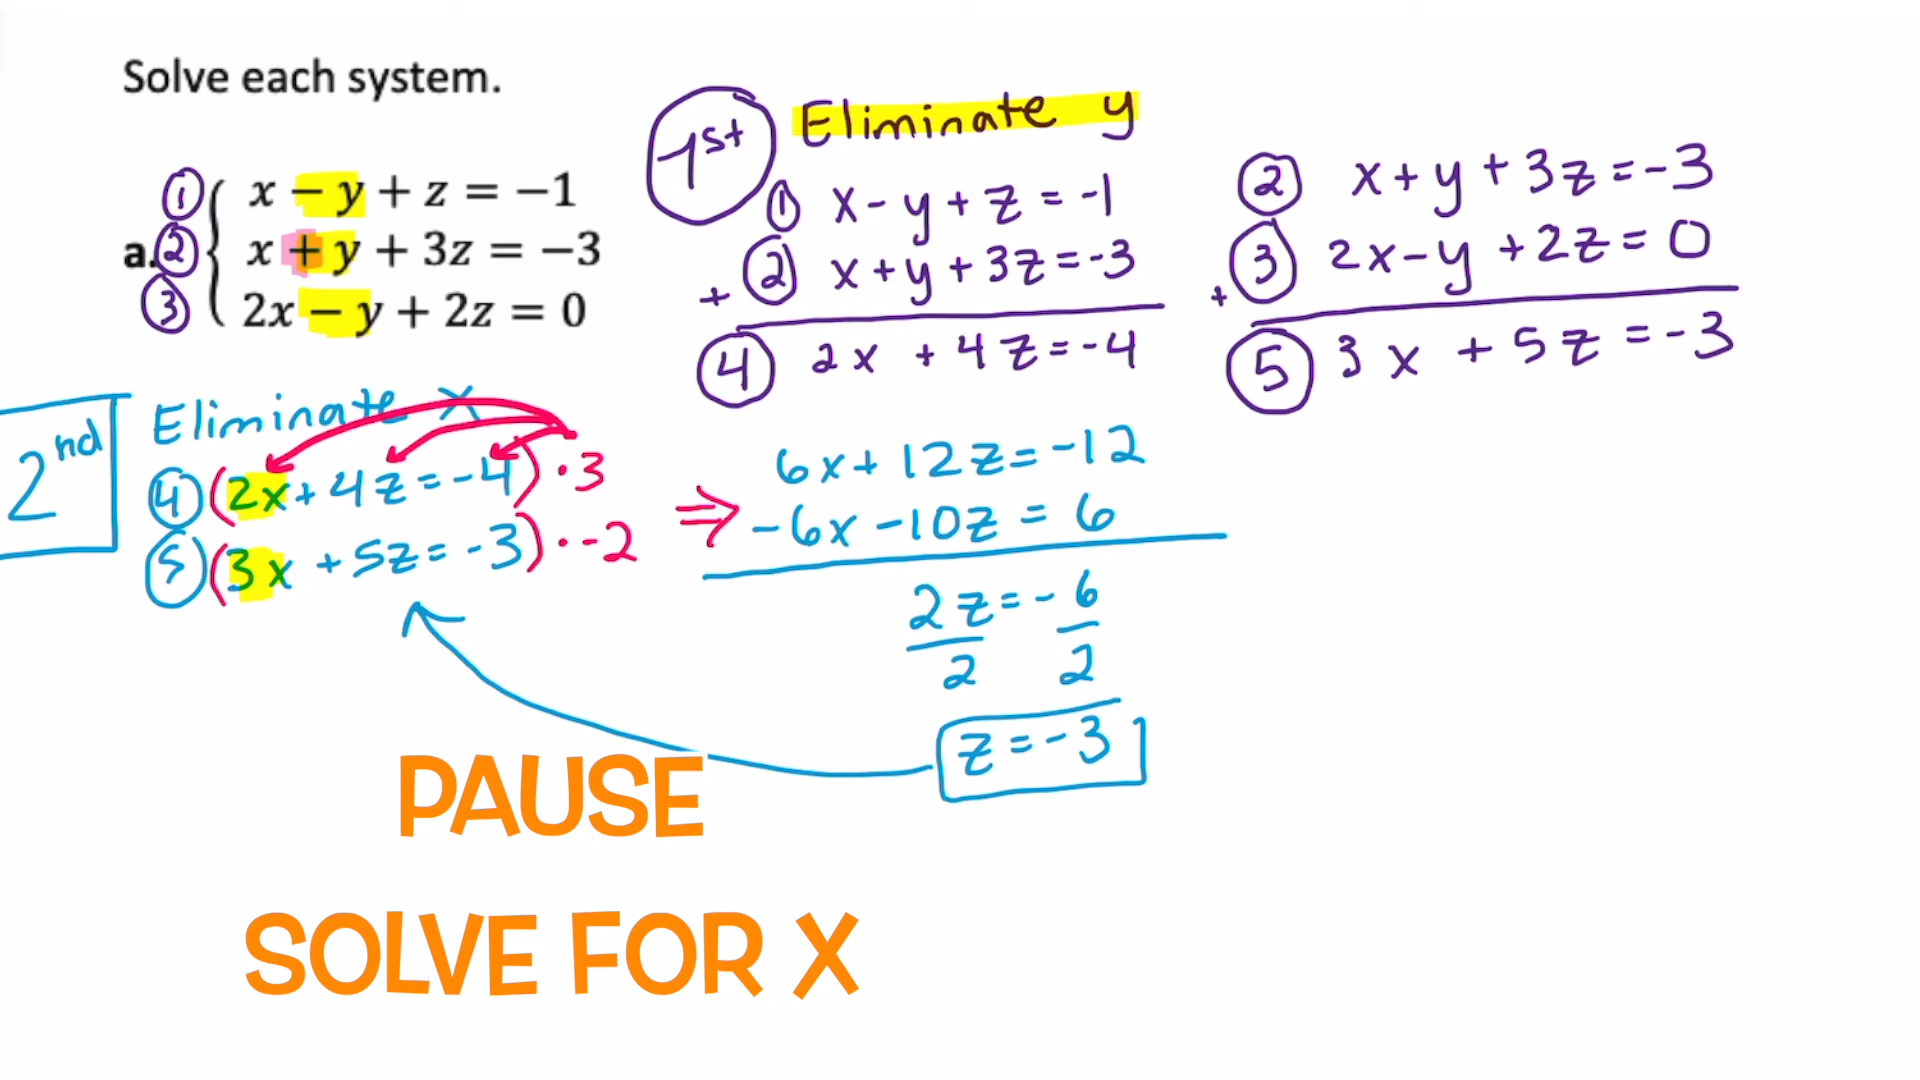 Solve each system.
a. ① x − y + z = −1
② x + y + 3z = −3
③ 2x − y + 2z = 0
1st Eliminate y
① x - y + z = -1
+ ② x + y + 3z = -3
④ 2x + 4z = -4
② x + y + 3z = -3
+ ③ 2x - y + 2z = 0
⑤ 3x + 5z = -3
2nd Eliminate x
④ (2x + 4z = -4) · 3
⑤ (3x + 5z = -3) · -2
⇒ 6x + 12z = -12
-6x - 10z = 6
2z = -6
2 2
z = -3
PAUSE
SOLVE FOR X